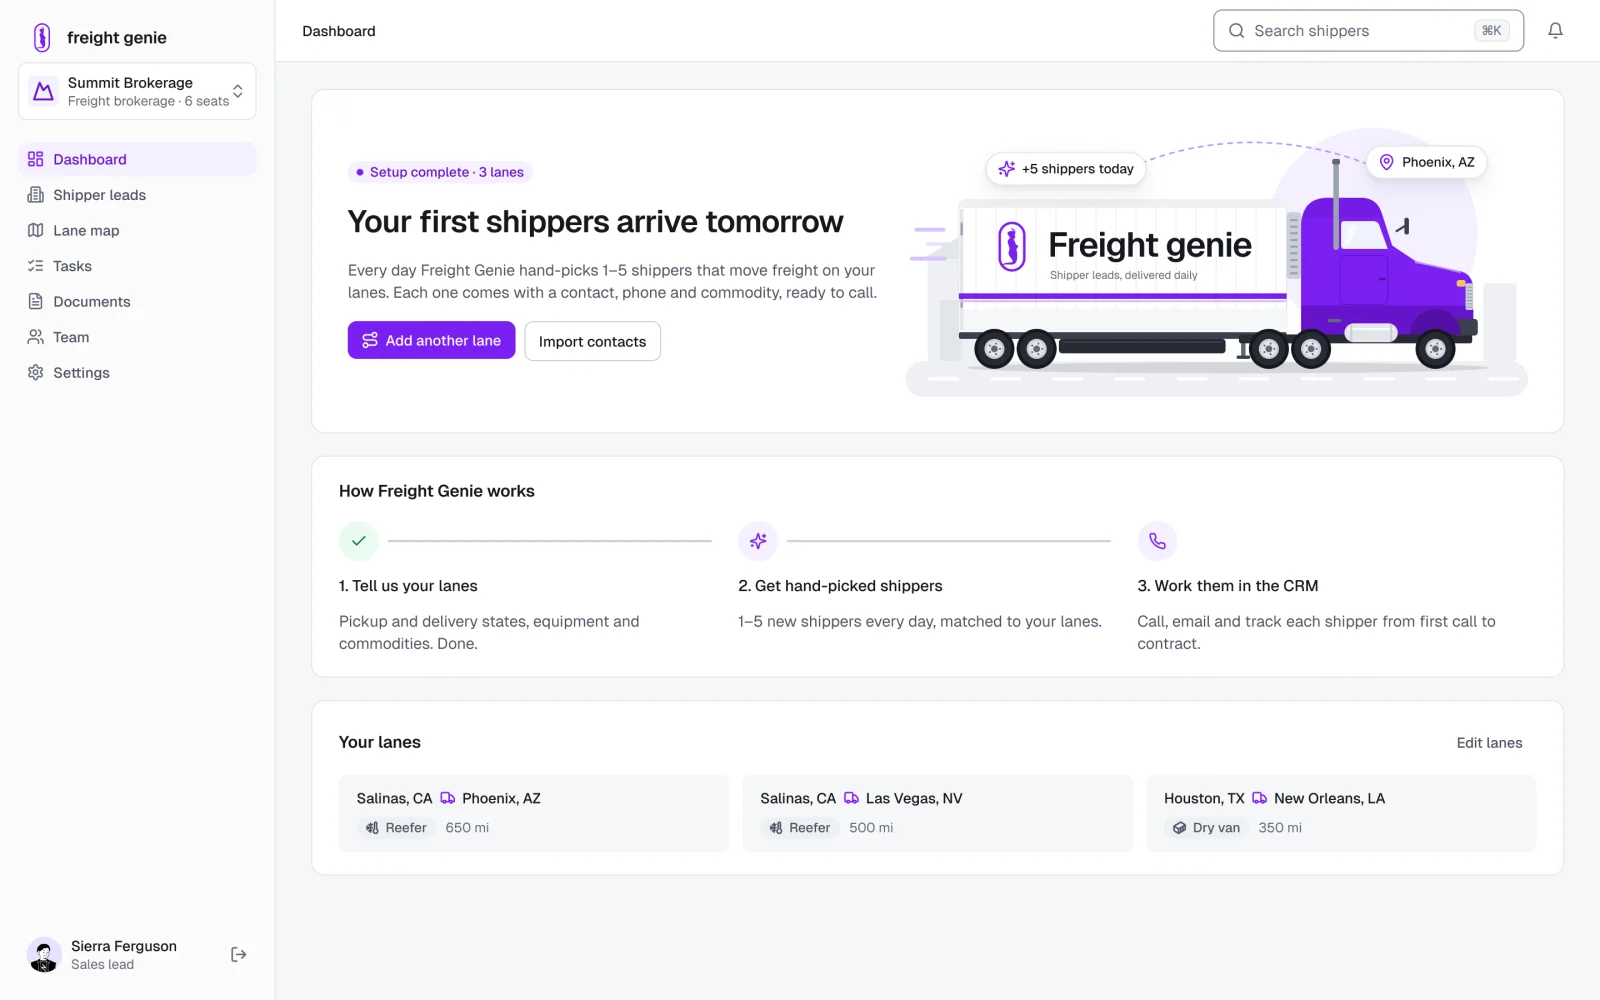 freight genie
Summit Brokerage
Freight brokerage · 6 seats
Dashboard
Shipper leads
Lane map
Tasks
Documents
Team
Settings
Sierra Ferguson
Sales lead
Dashboard
Search shippers
⌘K
Setup complete · 3 lanes
Your first shippers arrive tomorrow
Every day Freight Genie hand-picks 1–5 shippers that move freight on your
lanes. Each one comes with a contact, phone and commodity, ready to call.
Add another lane
Import contacts
+5 shippers today
Phoenix, AZ
Freight genie
Shipper leads, delivered daily
How Freight Genie works
1. Tell us your lanes
Pickup and delivery states, equipment and
commodities. Done.
2. Get hand-picked shippers
1–5 new shippers every day, matched to your lanes.
3. Work them in the CRM
Call, email and track each shipper from first call to
contract.
Your lanes
Edit lanes
Salinas, CA Phoenix, AZ
Reefer 650 mi
Salinas, CA Las Vegas, NV
Reefer 500 mi
Houston, TX New Orleans, LA
Dry van 350 mi